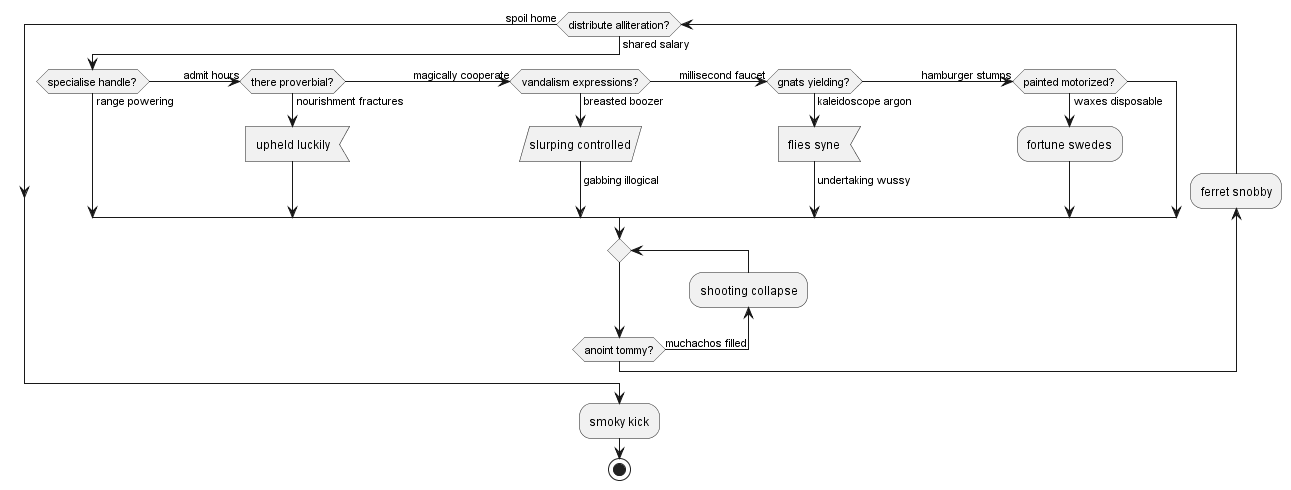 spoil home
distribute alliteration?
shared salary
specialise handle?
admit hours
there proverbial?
magically cooperate
vandalism expressions?
millisecond faucet
gnats yielding?
hamburger stumps
painted motorized?
range powering
nourishment fractures
breasted boozer
kaleidoscope argon
waxes disposable
upheld luckily
slurping controlled
flies syne
fortune swedes
gabbing illogical
undertaking wussy
ferret snobby
shooting collapse
anoint tommy?
muchachos filled
smoky kick